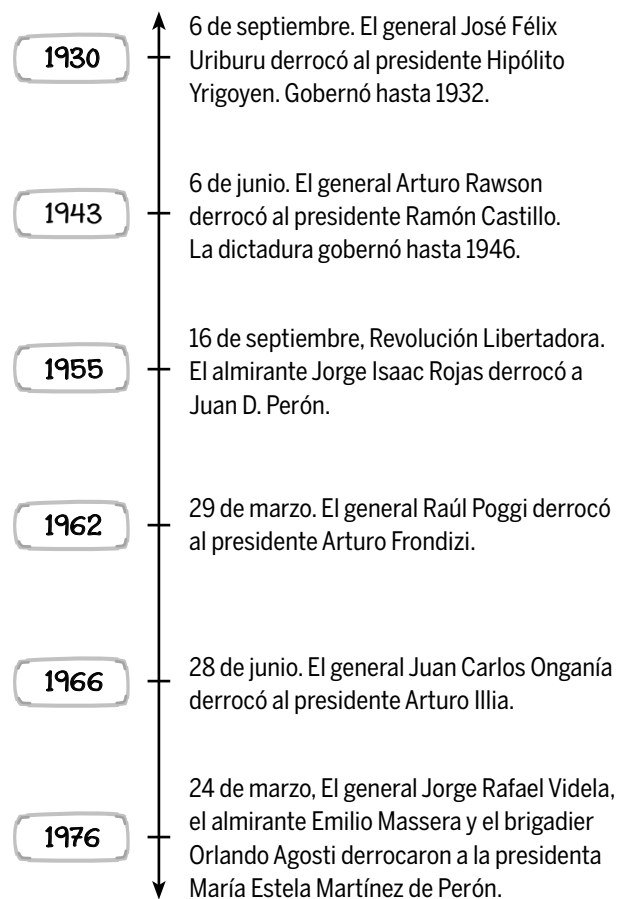 1930
6 de septiembre. El general José Félix
Uriburu derrocó al presidente Hipólito
Yrigoyen. Gobernó hasta 1932.
1943
6 de junio. El general Arturo Rawson
derrocó al presidente Ramón Castillo.
La dictadura gobernó hasta 1946.
1955
16 de septiembre, Revolución Libertadora.
El almirante Jorge Isaac Rojas derrocó a
Juan D. Perón.
1962
29 de marzo. El general Raúl Poggi derrocó
al presidente Arturo Frondizi.
1966
28 de junio. El general Juan Carlos Onganía
derrocó al presidente Arturo Illia.
1976
24 de marzo, El general Jorge Rafael Videla,
el almirante Emilio Massera y el brigadier
Orlando Agosti derrocaron a la presidenta
María Estela Martínez de Perón.